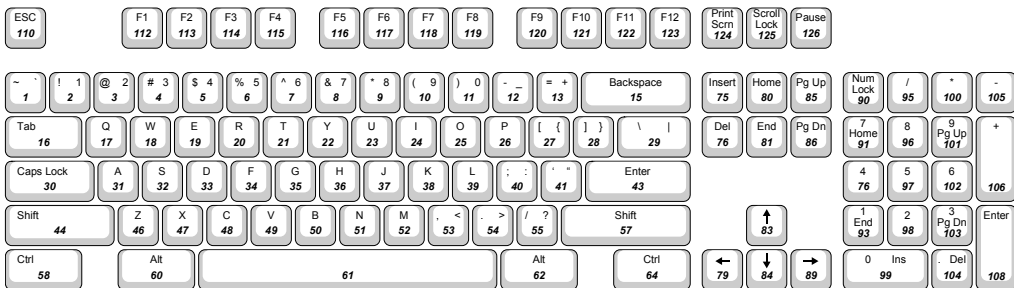 ESC F1 F2 F3 F4 F5 F6 F7 F8 F9 F10 F11 F12 Print Scrn Scroll Lock Pause
110 112 113 114 115 116 117 118 119 120 121 122 123 124 125 126
~ ` ! 1 @ 2 # 3 $ 4 % 5 ^ 6 & 7 * 8 ( 9 ) 0 - _ = + Backspace Insert Home Pg Up Num Lock / * -
1 2 3 4 5 6 7 8 9 10 11 12 13 15 75 80 85 90 95 100 105
Tab Q W E R T Y U I O P [ { ] } \ | Del End Pg Dn 7 Home 8 9 Pg Up +
16 17 18 19 20 21 22 23 24 25 26 27 28 29 76 81 86 91 96 101
Caps Lock A S D F G H J K L ; : ' " Enter 4 5 6
30 31 32 33 34 35 36 37 38 39 40 41 43 76 97 102 106
Shift Z X C V B N M , < . > / ? Shift 1 End 2 3 Pg Dn Enter
44 46 47 48 49 50 51 52 53 54 55 57 83 93 98 103
Ctrl Alt Alt Ctrl 0 Ins . Del
58 60 61 62 64 79 84 89 99 104 108